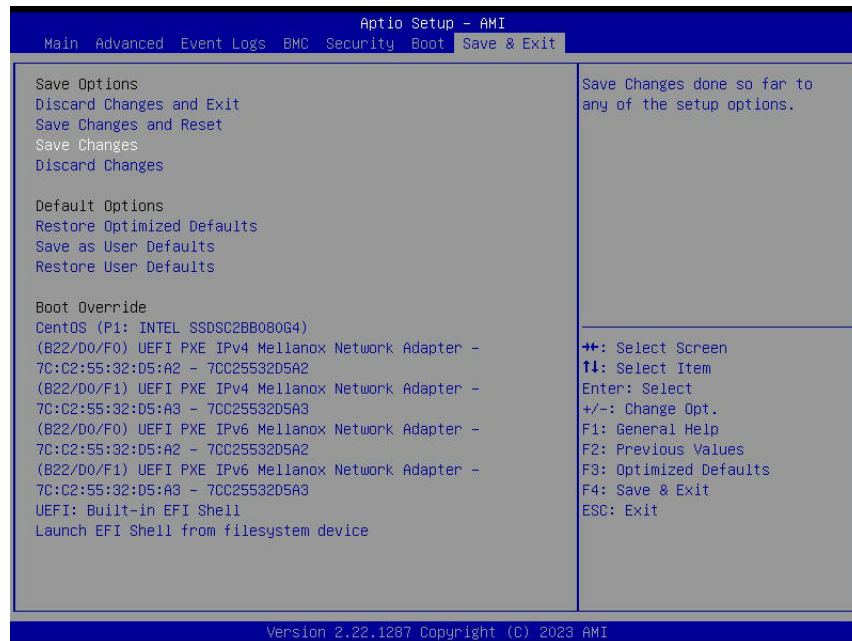 Aptio Setup – AMI
Main Advanced Event Logs BMC Security Boot Save & Exit
Save Options
Discard Changes and Exit
Save Changes and Reset
Save Changes
Discard Changes
Default Options
Restore Optimized Defaults
Save as User Defaults
Restore User Defaults
Boot Override
CentOS (P1: INTEL SSDSC2BB080G4)
(B22/D0/F0) UEFI PXE IPv4 Mellanox Network Adapter –
7C:C2:55:32:D5:A2 – 7CC25532D5A2
(B22/D0/F1) UEFI PXE IPv4 Mellanox Network Adapter –
7C:C2:55:32:D5:A3 – 7CC25532D5A3
(B22/D0/F0) UEFI PXE IPv6 Mellanox Network Adapter –
7C:C2:55:32:D5:A2 – 7CC25532D5A2
(B22/D0/F1) UEFI PXE IPv6 Mellanox Network Adapter –
7C:C2:55:32:D5:A3 – 7CC25532D5A3
UEFI: Built-in EFI Shell
Launch EFI Shell from filesystem device
Save Changes done so far to
any of the setup options.
→←: Select Screen
↑↓: Select Item
Enter: Select
+/-: Change Opt.
F1: General Help
F2: Previous Values
F3: Optimized Defaults
F4: Save & Exit
ESC: Exit
Version 2.22.1287 Copyright (C) 2023 AMI